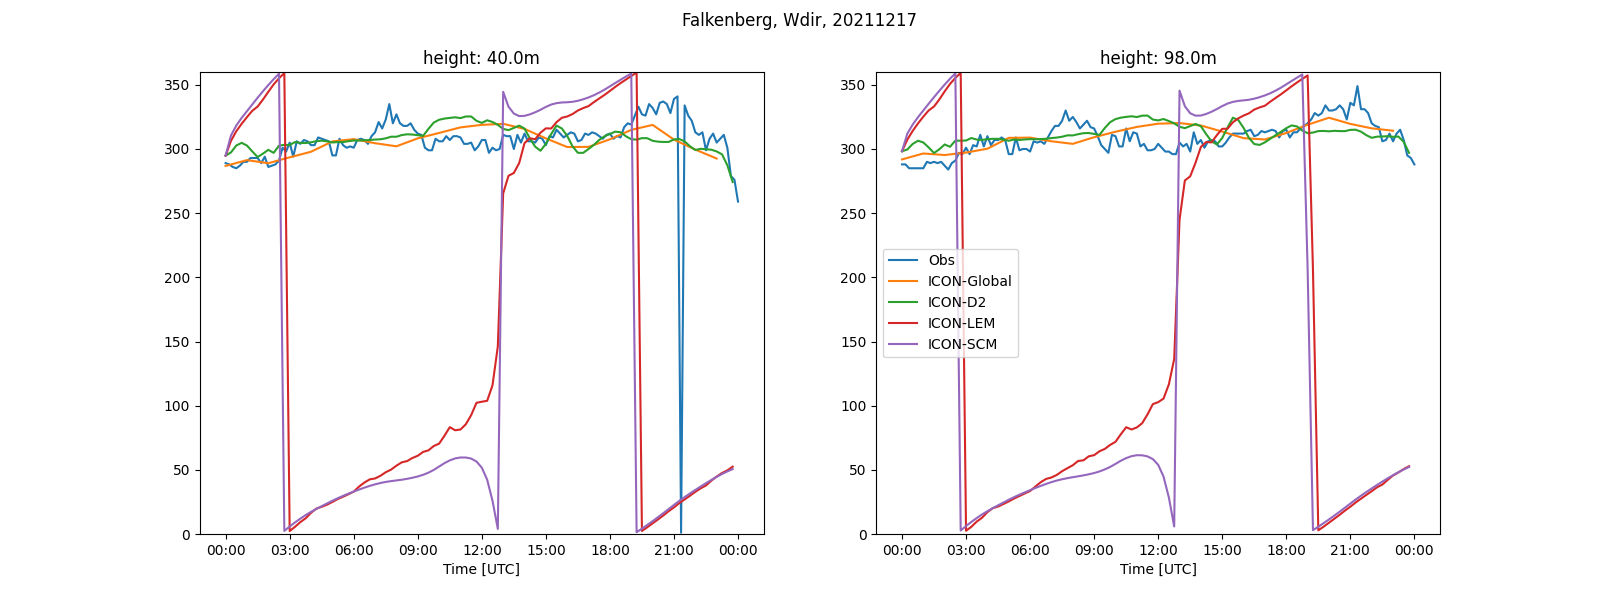 Falkenberg, Wdir, 20211217
height: 40.0m
350
300
250
200
150
100
50
0
00:00 03:00 06:00 09:00 12:00 15:00 18:00 21:00 00:00
Time [UTC]
height: 98.0m
350
300
250
200
150
100
50
0
Obs
ICON-Global
ICON-D2
ICON-LEM
ICON-SCM
00:00 03:00 06:00 09:00 12:00 15:00 18:00 21:00 00:00
Time [UTC]